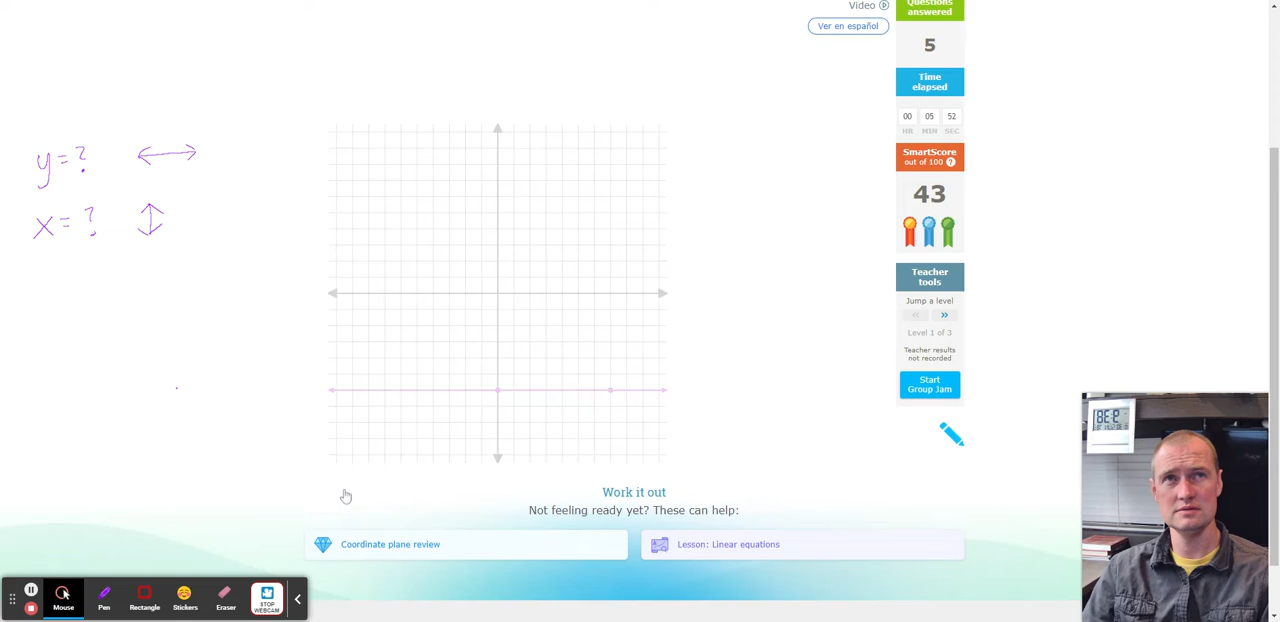 Video
Ver en español
Questions
answered
5
Time
elapsed
00 05 52
HR MIN SEC
SmartScore
out of 100 ?
43
Teacher
tools
Jump a level
« »
Level 1 of 3
Teacher results
not recorded
Start
Group Jam
y = ?
x = ?
Work it out
Not feeling ready yet? These can help:
Coordinate plane review
Lesson: Linear equations
Mouse
Pen
Rectangle
Stickers
Eraser
STOP
WEBCAM